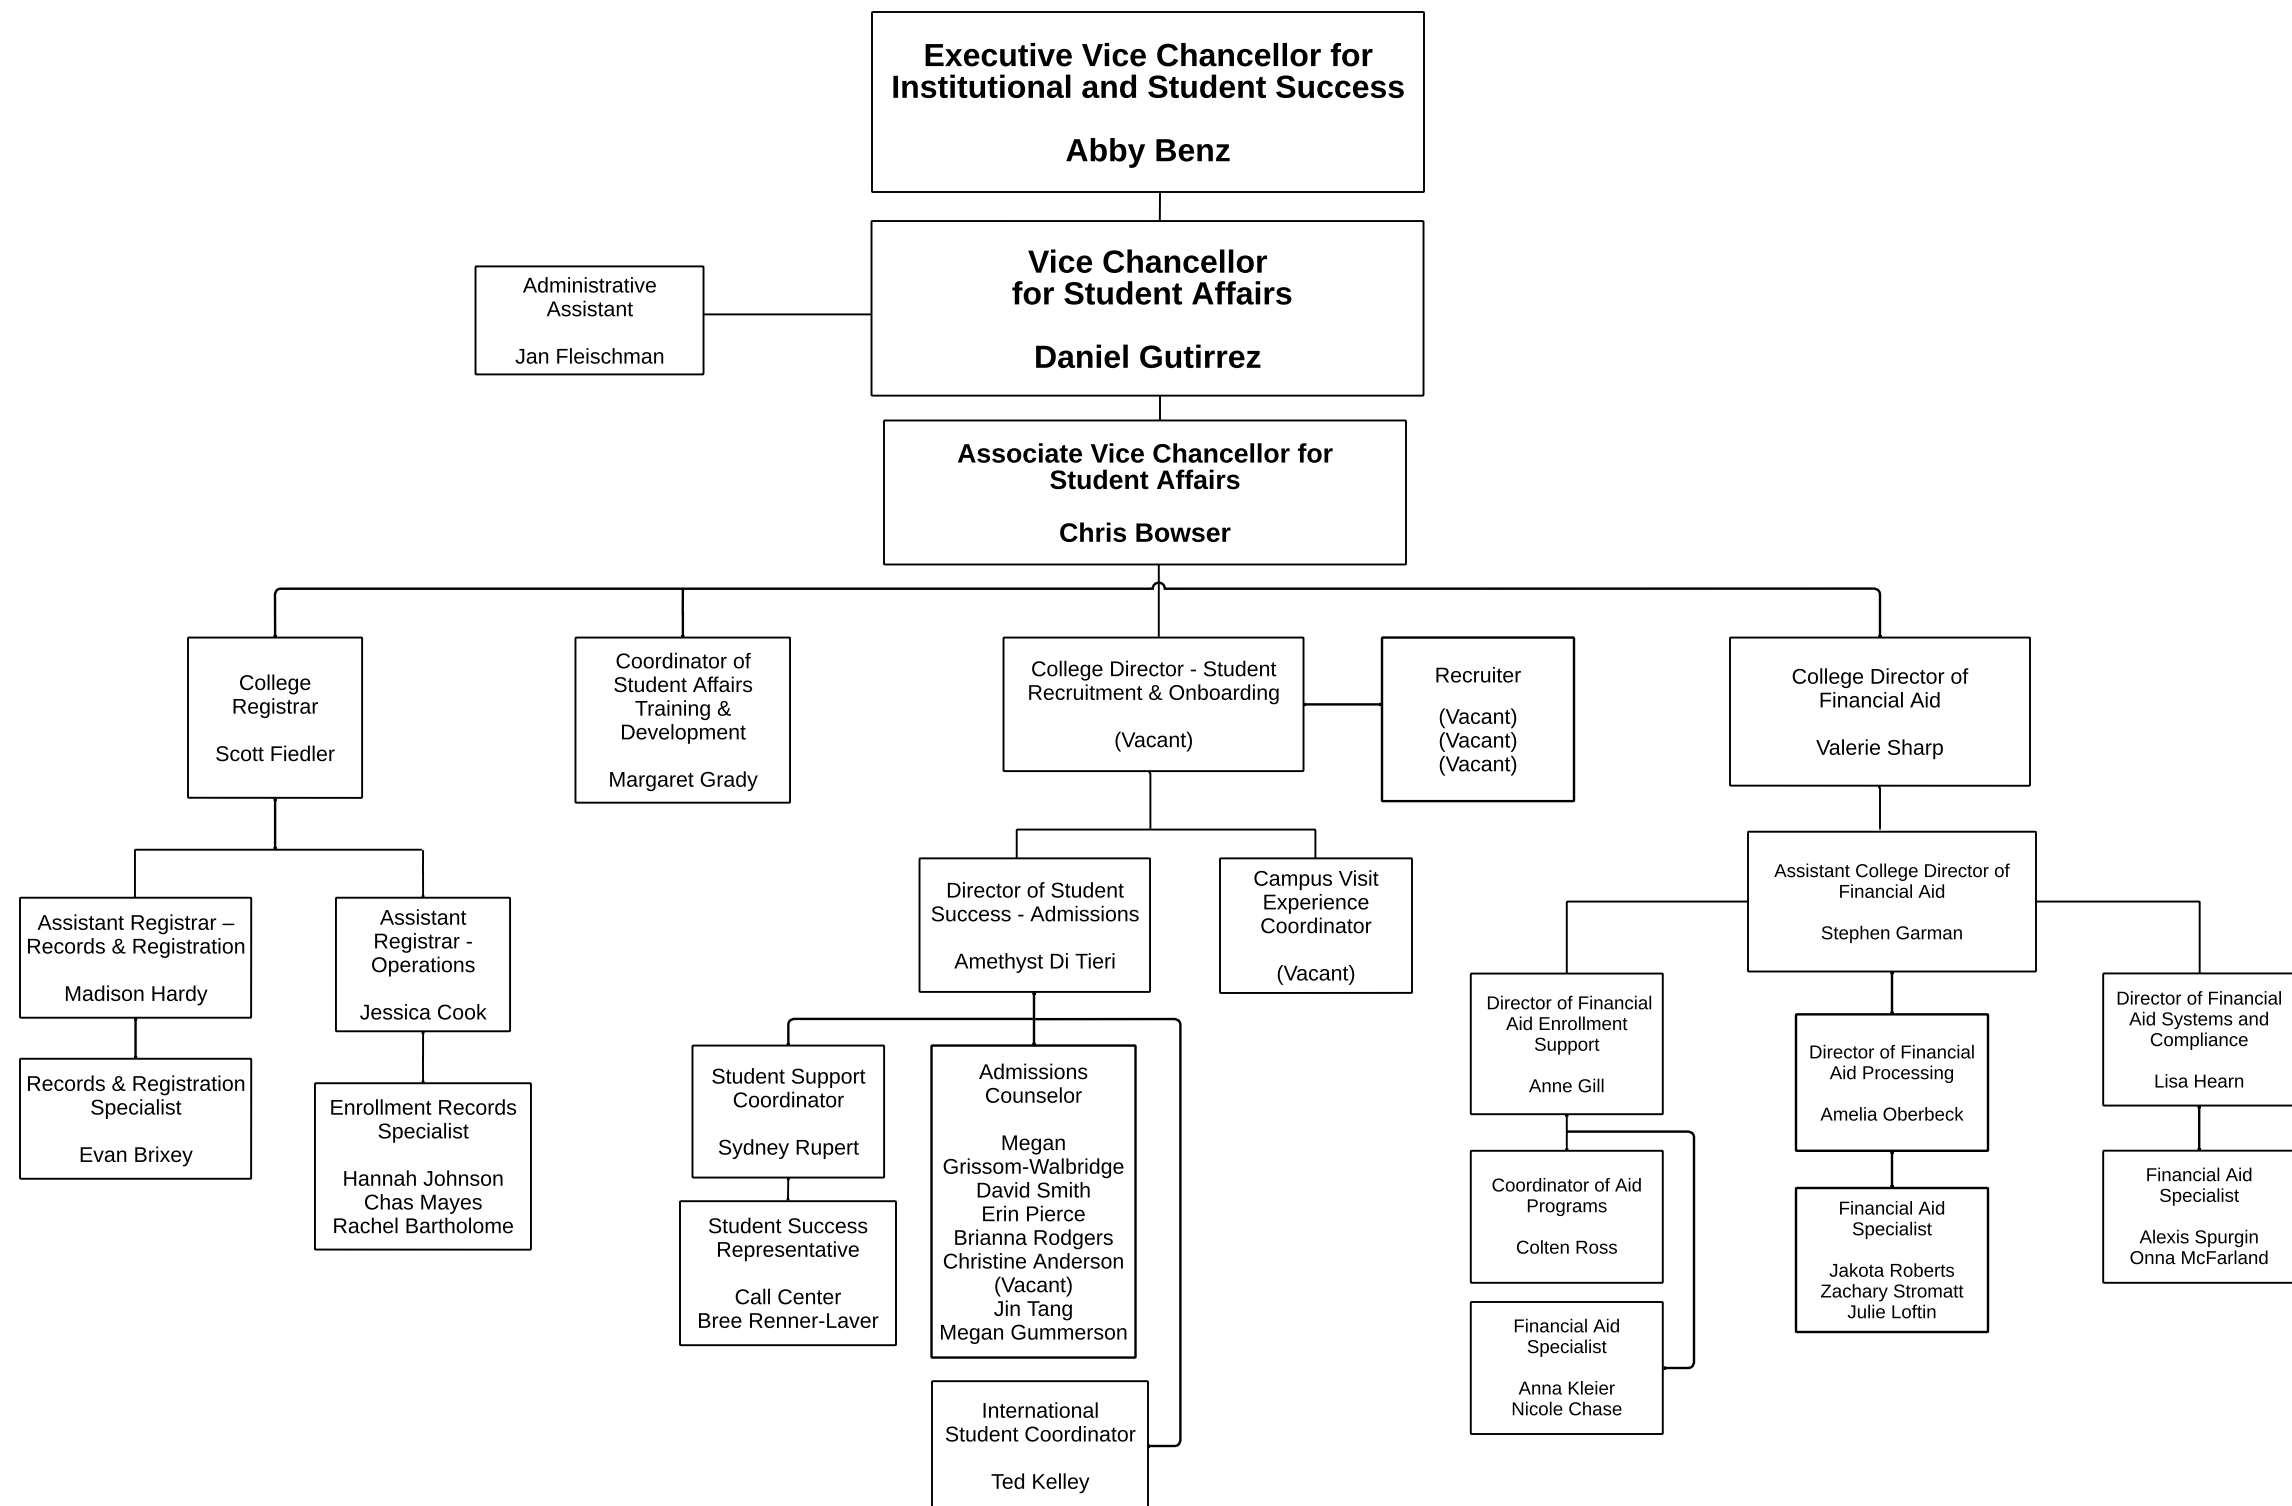 Executive Vice Chancellor for
Institutional and Student Success
Abby Benz
Vice Chancellor
for Student Affairs
Daniel Gutirrez
Administrative
Assistant
Jan Fleischman
Associate Vice Chancellor for
Student Affairs
Chris Bowser
College
Registrar
Scott Fiedler
Coordinator of
Student Affairs
Training &
Development
Margaret Grady
College Director - Student
Recruitment & Onboarding
(Vacant)
Recruiter
(Vacant)
(Vacant)
(Vacant)
College Director of
Financial Aid
Valerie Sharp
Assistant Registrar –
Records & Registration
Madison Hardy
Records & Registration
Specialist
Evan Brixey
Assistant
Registrar -
Operations
Jessica Cook
Enrollment Records
Specialist
Hannah Johnson
Chas Mayes
Rachel Bartholome
Director of Student
Success - Admissions
Amethyst Di Tieri
Campus Visit
Experience
Coordinator
(Vacant)
Student Support
Coordinator
Sydney Rupert
Student Success
Representative
Call Center
Bree Renner-Laver
Admissions
Counselor
Megan
Grissom-Walbridge
David Smith
Erin Pierce
Brianna Rodgers
Christine Anderson
(Vacant)
Jin Tang
Megan Gummerson
International
Student Coordinator
Ted Kelley
Assistant College Director of
Financial Aid
Stephen Garman
Director of Financial
Aid Enrollment
Support
Anne Gill
Coordinator of Aid
Programs
Colten Ross
Financial Aid
Specialist
Anna Kleier
Nicole Chase
Director of Financial
Aid Processing
Amelia Oberbeck
Financial Aid
Specialist
Jakota Roberts
Zachary Stromatt
Julie Loftin
Director of Financial
Aid Systems and
Compliance
Lisa Hearn
Financial Aid
Specialist
Alexis Spurgin
Onna McFarland